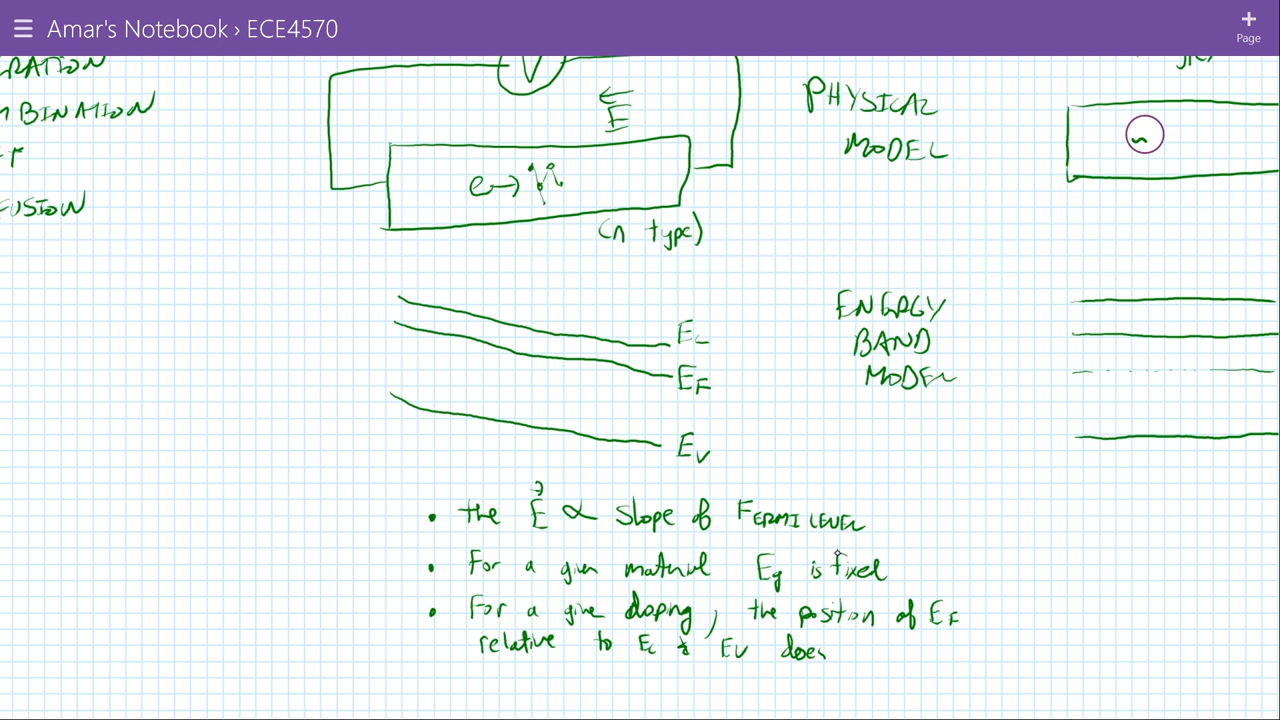 Amar's Notebook › ECE4570
Page
RATION
BINATION
FUSION
V
E
PHYSICAL
MODEL
e→
(n type)
~
ENERGY
BAND
MODEL
Ec
EF
Ev
• the E ∝ slope of FERMI LEVEL
• For a given material Eg is fixed
• For a give doping, the position of EF
relative to Ec & EV does